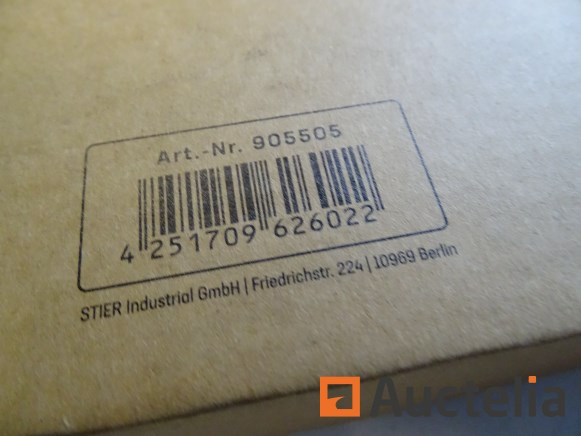 Art.-Nr. 905505
4 251709 626022
STIER Industrial GmbH | Friedrichstr. 224 | 10969 Berlin
Auctelia